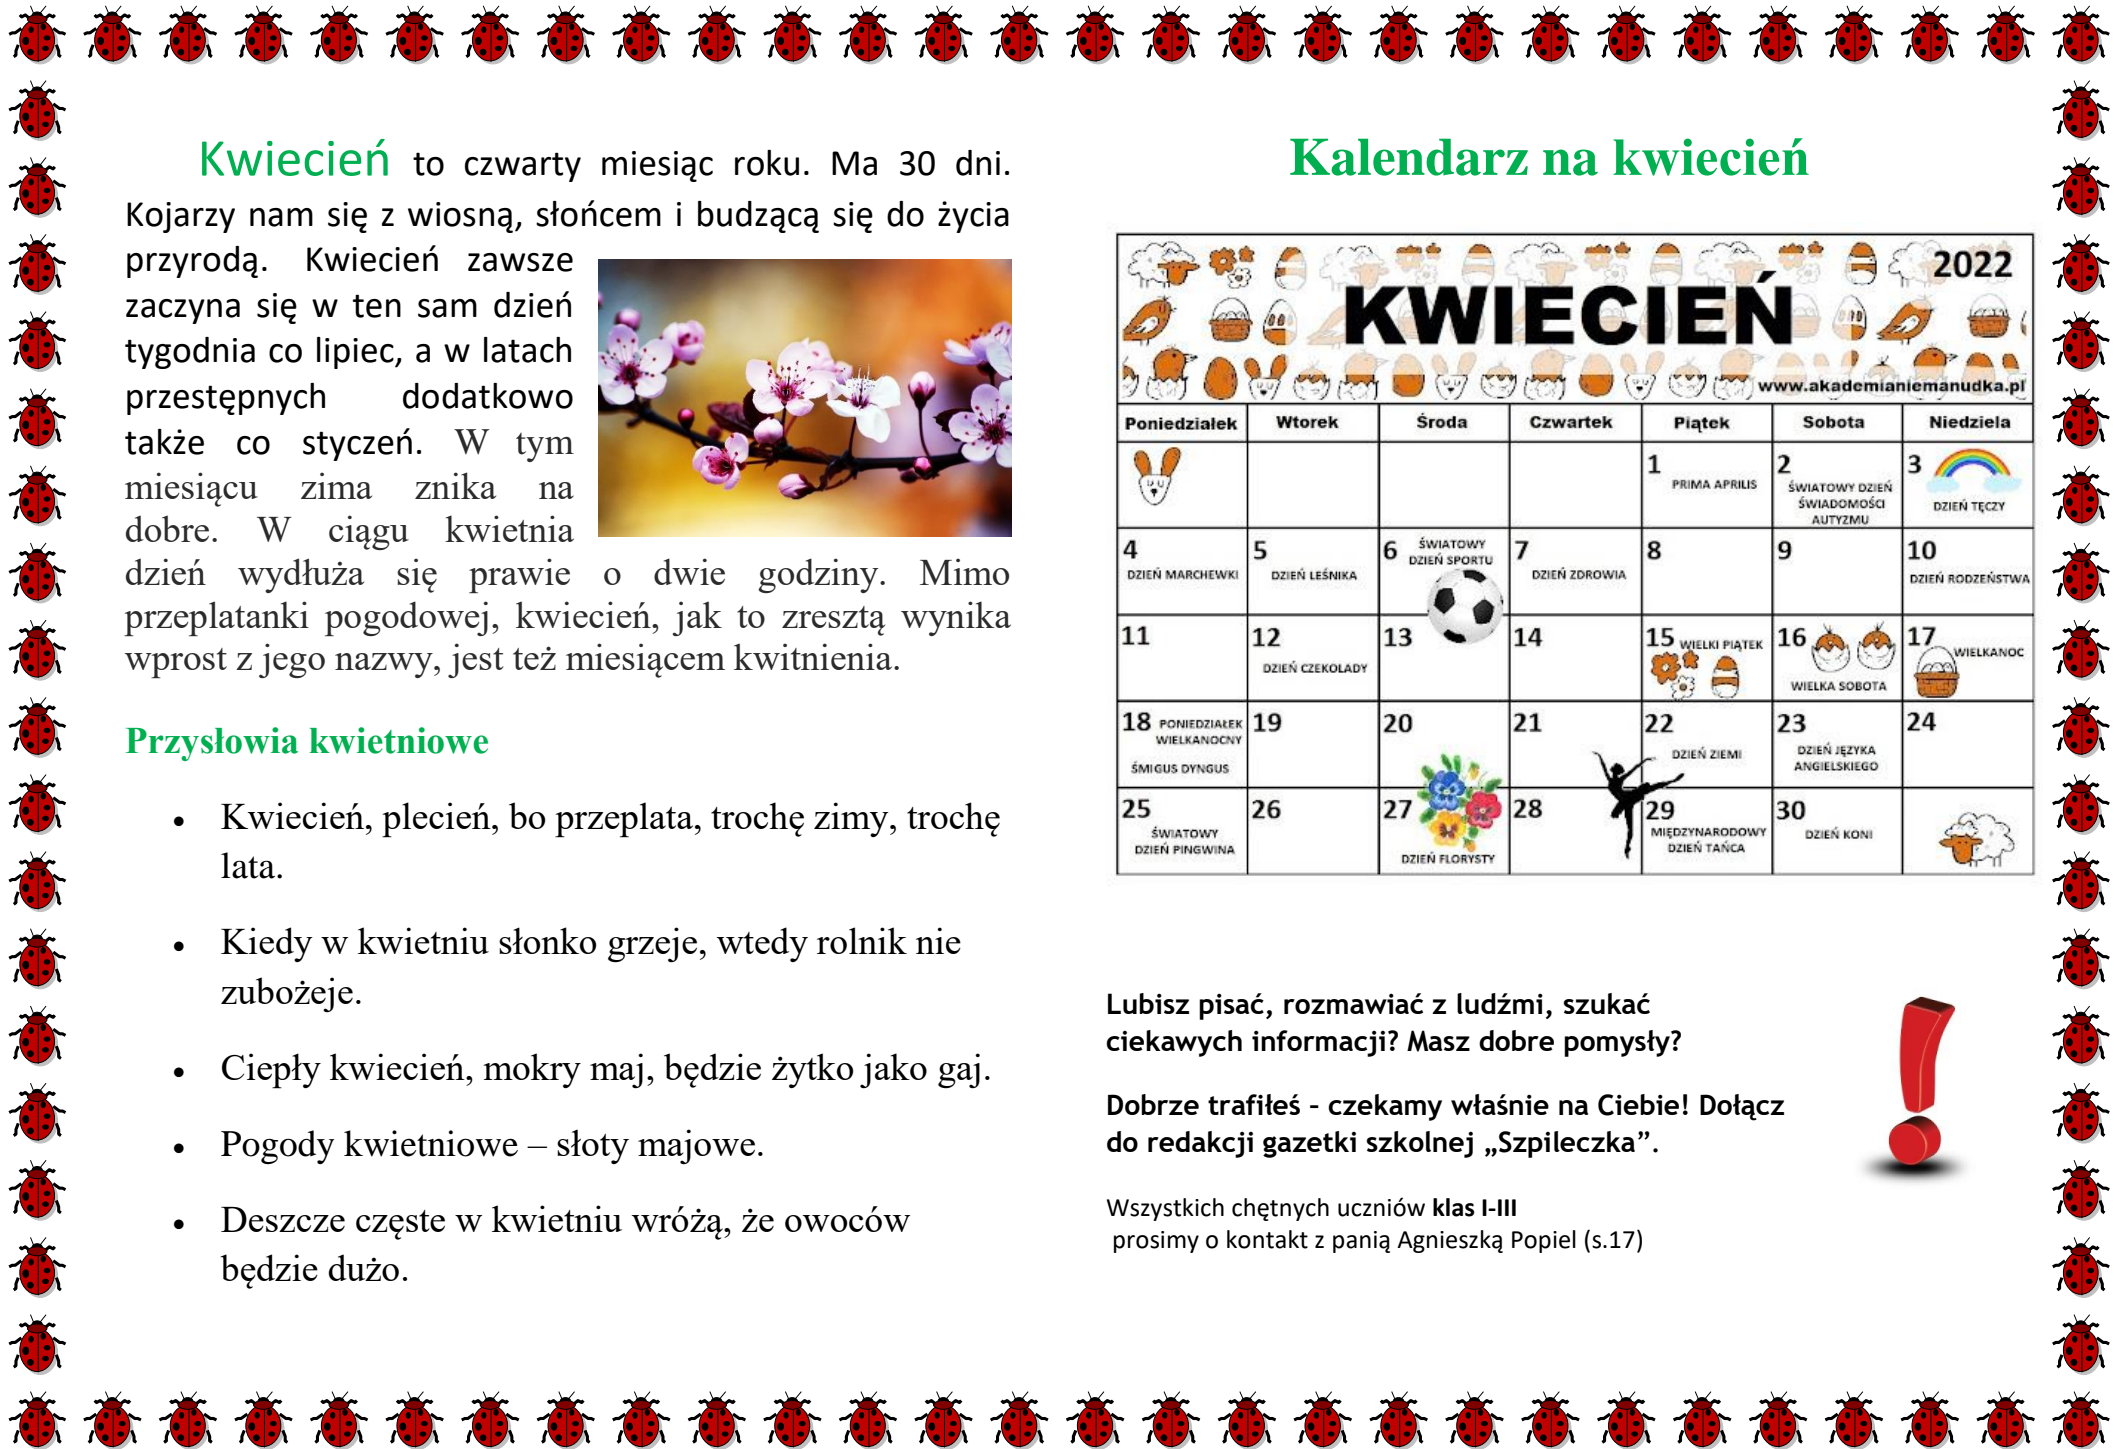 Kwiecień to czwarty miesiąc roku. Ma 30 dni.
Kojarzy nam się z wiosną, słońcem i budzącą się do życia
przyrodą. Kwiecień zawsze
zaczyna się w ten sam dzień
tygodnia co lipiec, a w latach
przestępnych dodatkowo
także co styczeń. W tym
miesiącu zima znika na
dobre. W ciągu kwietnia
dzień wydłuża się prawie o dwie godziny. Mimo
przeplatanki pogodowej, kwiecień, jak to zresztą wynika
wprost z jego nazwy, jest też miesiącem kwitnienia.
Przysłowia kwietniowe
• Kwiecień, plecień, bo przeplata, trochę zimy, trochę
lata.
• Kiedy w kwietniu słonko grzeje, wtedy rolnik nie
zubożeje.
• Ciepły kwiecień, mokry maj, będzie żytko jako gaj.
• Pogody kwietniowe – słoty majowe.
• Deszcze częste w kwietniu wróżą, że owoców
będzie dużo.
Kalendarz na kwiecień
2022
KWIECIEŃ
www.akademianiemanudka.pl
Poniedziałek Wtorek Środa Czwartek Piątek Sobota Niedziela
1 PRIMA APRILIS
2 ŚWIATOWY DZIEŃ
ŚWIADOMOŚCI
AUTYZMU
3 DZIEŃ TĘCZY
4 DZIEŃ MARCHEWKI
5 DZIEŃ LEŚNIKA
6 ŚWIATOWY
DZIEŃ SPORTU
7 DZIEŃ ZDROWIA
8
9
10 DZIEŃ RODZEŃSTWA
11
12 DZIEŃ CZEKOLADY
13
14
15 WIELKI PIĄTEK
16 WIELKA SOBOTA
17 WIELKANOC
18 PONIEDZIAŁEK
WIELKANOCNY
ŚMIGUS DYNGUS
19
20
21
22 DZIEŃ ZIEMI
23 DZIEŃ JĘZYKA
ANGIELSKIEGO
24
25 ŚWIATOWY
DZIEŃ PINGWINA
26
27 DZIEŃ FLORYSTY
28
29 MIĘDZYNARODOWY
DZIEŃ TAŃCA
30 DZIEŃ KONI
Lubisz pisać, rozmawiać z ludźmi, szukać
ciekawych informacji? Masz dobre pomysły?
Dobrze trafiłeś – czekamy właśnie na Ciebie! Dołącz
do redakcji gazetki szkolnej „Szpileczka”.
Wszystkich chętnych uczniów klas I-III
prosimy o kontakt z panią Agnieszką Popiel (s.17)